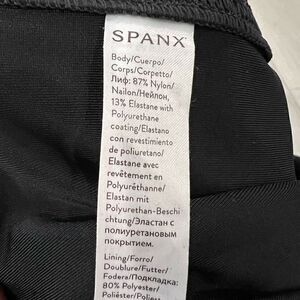 SPANX
Body/Cuerpo/
Corps/Corpetto/
Лиф: 87% Nylon/
Nailon/Нейлон,
13% Elastane with
Polyurethane
coating/Elastano
con revestimiento
de poliuretano/
Elastane avec
revêtement en
Polyuréthanne/
Elastan mit
Polyurethan-Beschi
chtung/Эластан с
полиуретановым
покрытием.
Lining/Forro/
Doublure/Futter/
Fodera/Подкладка:
80% Polyester/
Poliéster/Polies